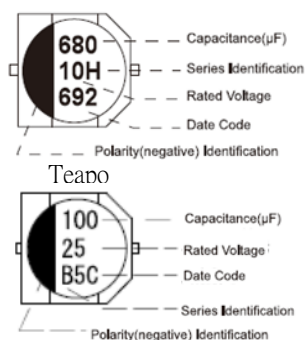 680 Capacitance(μF)
10H Series Identification
692 Rated Voltage
Date Code
Polarity(negative) Identification
Teapo
100 Capacitance(μF)
25 Rated Voltage
B5C Date Code
Series Identification
Polarity(negative) Identification